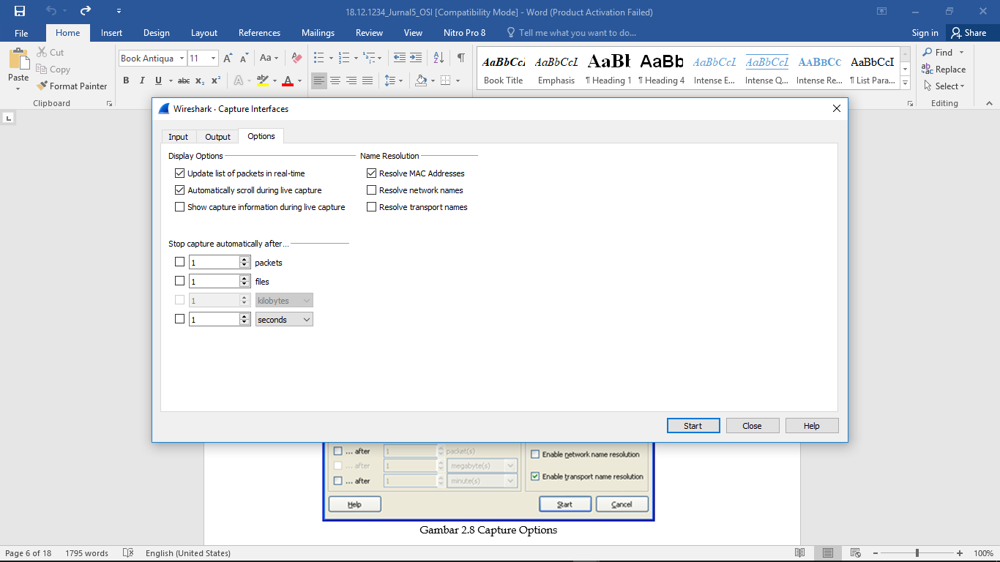 18.12.1234_Jurnal5_OSI [Compatibility Mode] - Word (Product Activation Failed)
File Home Insert Design Layout References Mailings Review View Nitro Pro 8 Tell me what you want to do... Sign in Share
Paste
Cut
Copy
Format Painter
Clipboard
Book Antiqua 11 A A Aa
B I U abc x₂ x² A ab A
AaBbCcI AaBbCcL AaBl AaBb AaBbCcI AaBbCcI AABBCC AaBbCcI
Book Title Emphasis ¶ Heading 1 ¶ Heading 4 Intense E... Intense Q... Intense Re... ¶ List Para...
Find
Replace
Select
Editing
Wireshark · Capture Interfaces
Input Output Options
Display Options Name Resolution
Update list of packets in real-time Resolve MAC Addresses
Automatically scroll during live capture Resolve network names
Show capture information during live capture Resolve transport names
Stop capture automatically after...
1 packets
1 files
1 kilobytes
1 seconds
Start Close Help
... after 1 packet(s) Enable network name resolution
... after 1 megabyte(s)
... after 1 minute(s) Enable transport name resolution
Help Start Cancel
Gambar 2.8 Capture Options
Page 6 of 18 1795 words English (United States) 100%